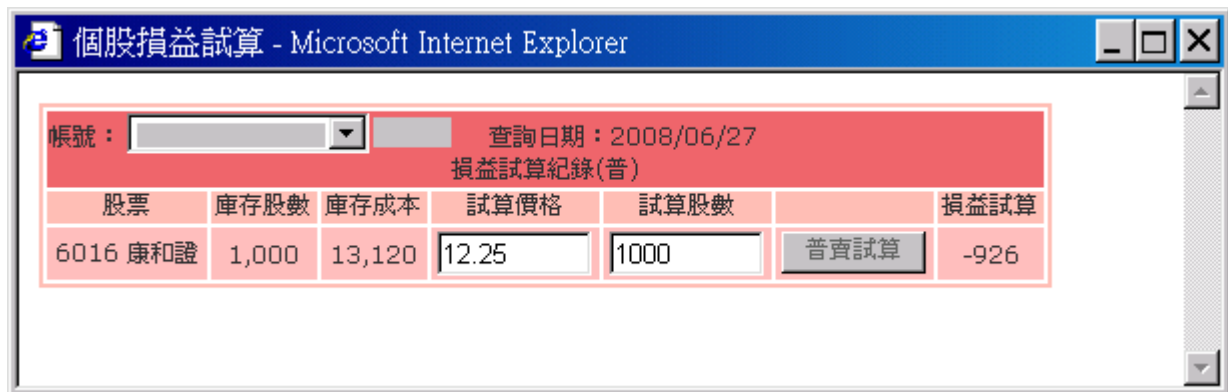 個股損益試算 - Microsoft Internet Explorer
帳號： 查詢日期：2008/06/27
損益試算紀錄(普)
股票 庫存股數 庫存成本 試算價格 試算股數 損益試算
6016 康和證 1,000 13,120 12.25 1000 普賣試算 -926